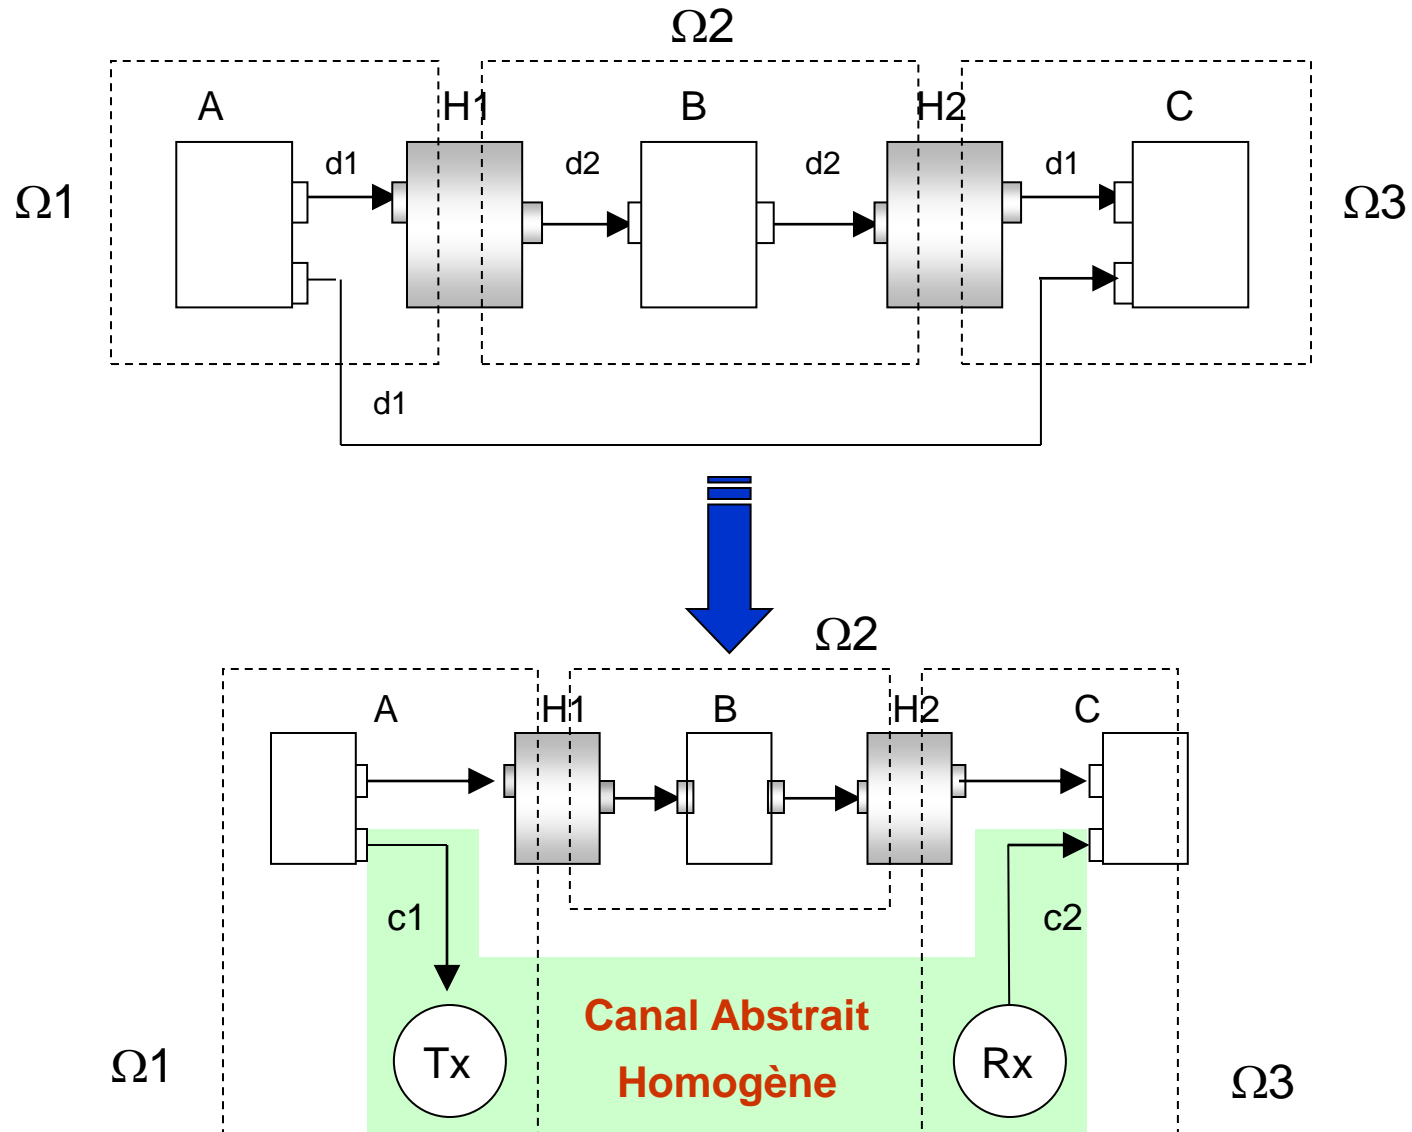 Ω2
A H1 B H2 C
d1 d2 d2 d1
Ω1 Ω3
d1
Ω2
A H1 B H2 C
c1 c2
Canal Abstrait
Tx Rx
Homogène
Ω1 Ω3